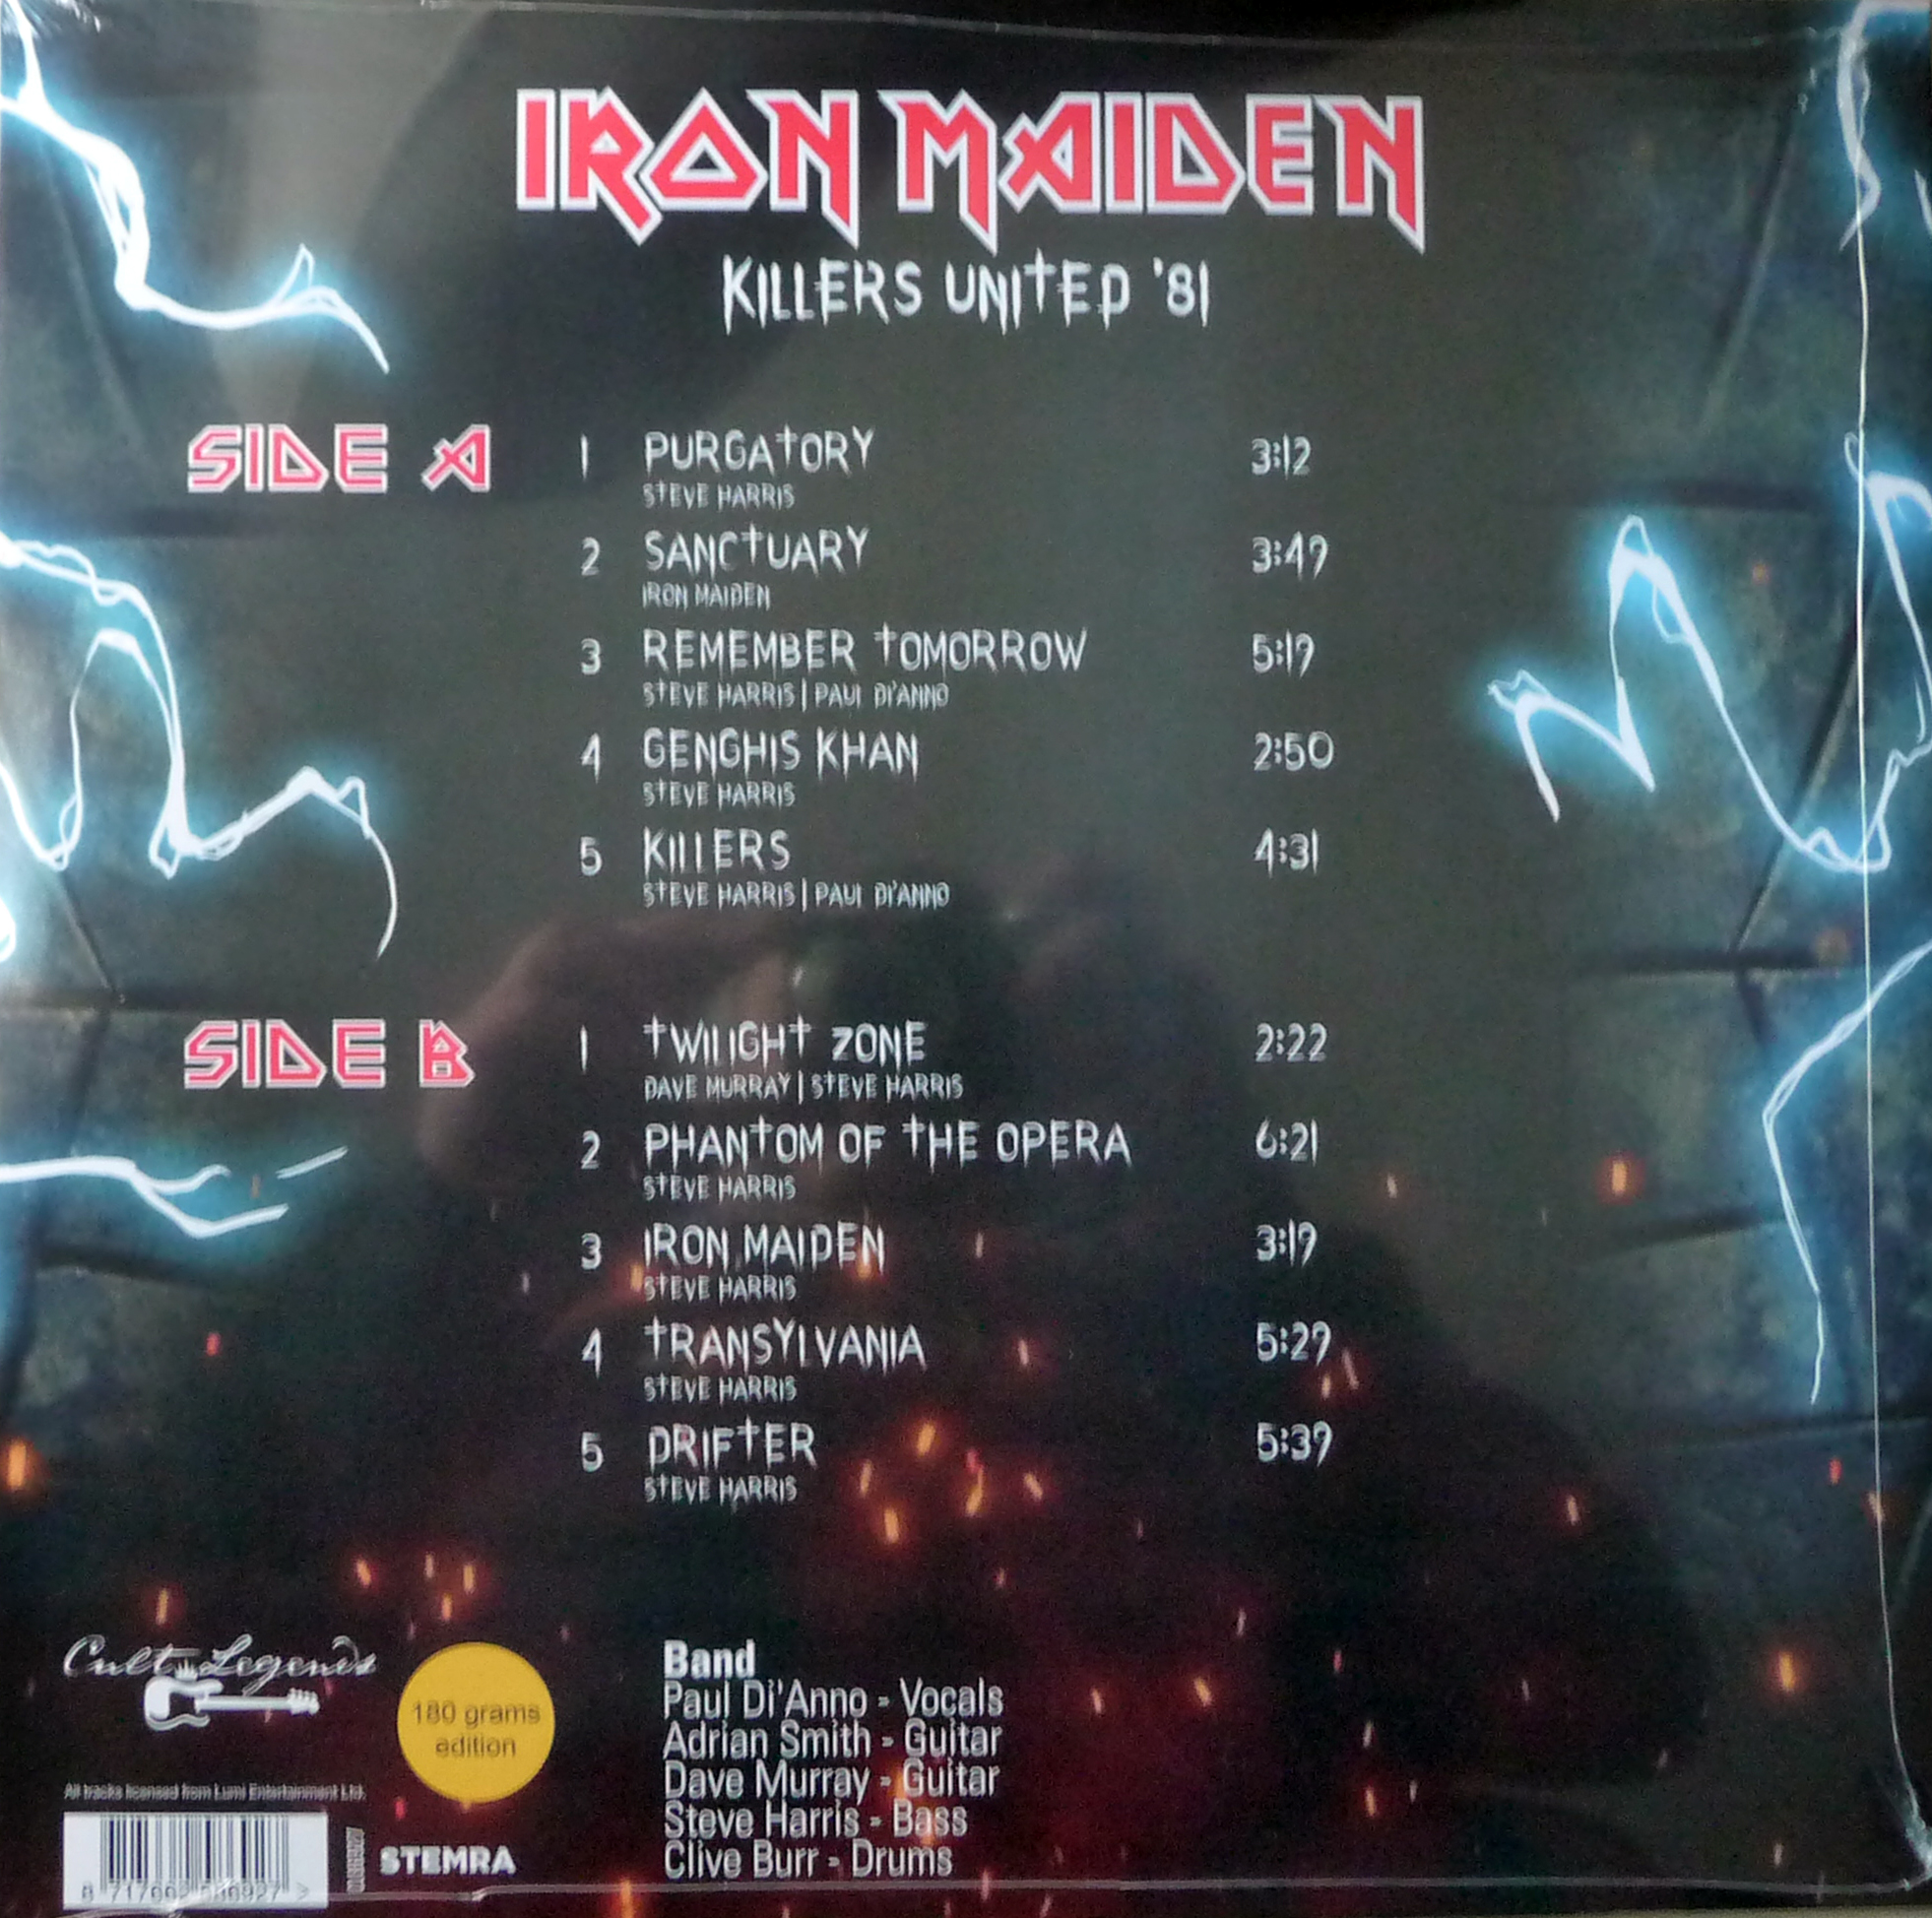 IRON MAIDEN
KILLERS UNITED '81
SIDE A
1 PURGATORY 3:12
STEVE HARRIS
2 SANCTUARY 3:49
IRON MAIDEN
3 REMEMBER TOMORROW 5:19
STEVE HARRIS | PAUL DI'ANNO
4 GENGHIS KHAN 2:50
STEVE HARRIS
5 KILLERS 4:31
STEVE HARRIS | PAUL DI'ANNO
SIDE B
1 TWILIGHT ZONE 2:22
DAVE MURRAY | STEVE HARRIS
2 PHANTOM OF THE OPERA 6:21
STEVE HARRIS
3 IRON MAIDEN 3:19
STEVE HARRIS
4 TRANSYLVANIA 5:29
STEVE HARRIS
5 DRIFTER 5:39
STEVE HARRIS
Cult Legends
180 grams
edition
All tracks licensed from Lumi Entertainment Ltd.
STEMRA
Band
Paul Di'Anno - Vocals
Adrian Smith - Guitar
Dave Murray - Guitar
Steve Harris - Bass
Clive Burr - Drums